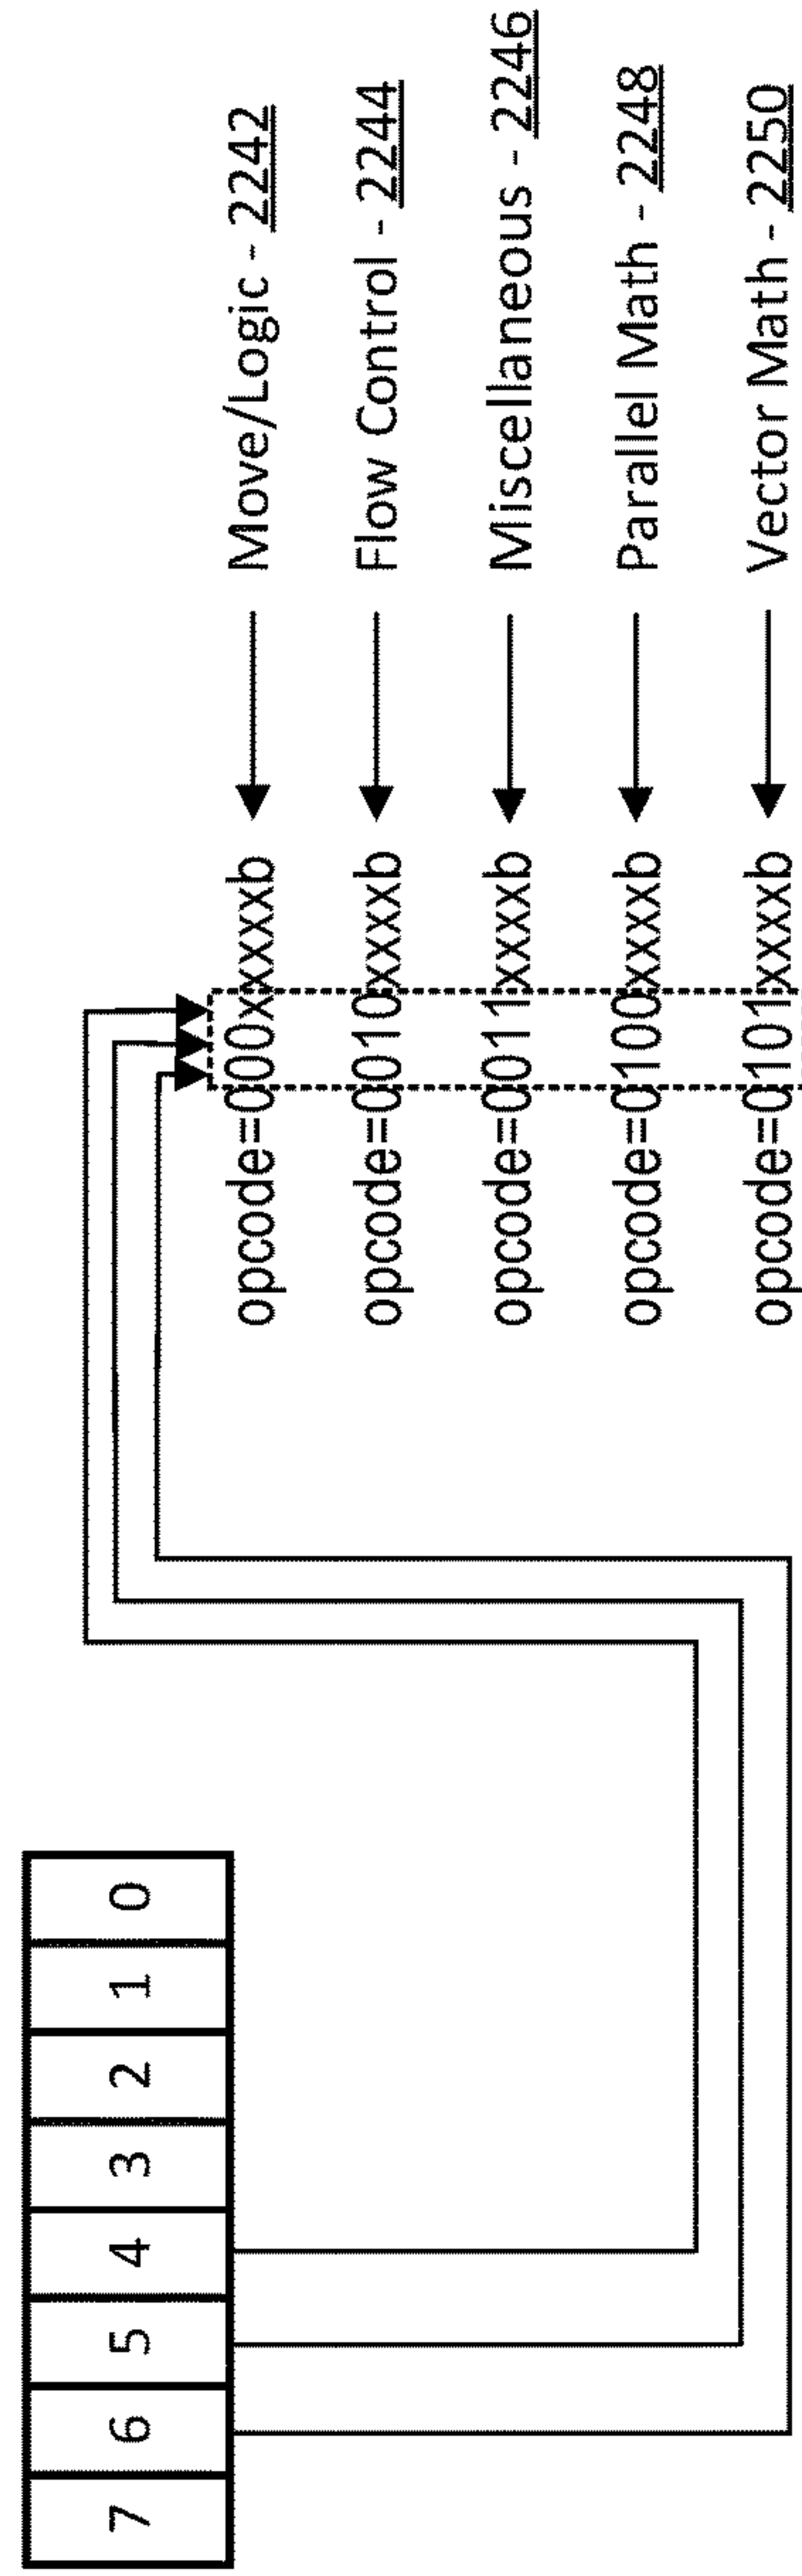 7 6 5 4 3 2 1 0
opcode=000xxxxxb Move/Logic - 2242
opcode=0010xxxxb Flow Control - 2244
opcode=0011xxxxb Miscellaneous - 2246
opcode=0100xxxxb Parallel Math - 2248
opcode=0101xxxxb Vector Math - 2250